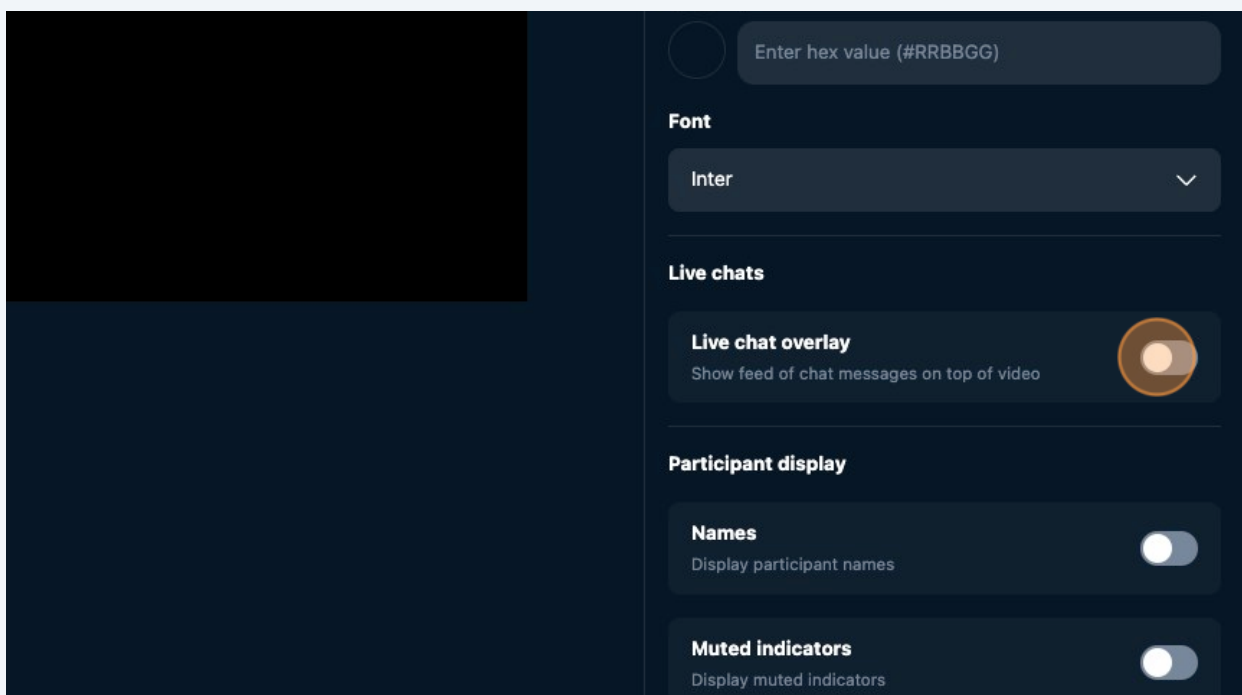 Enter hex value (#RRBBGG)
Font
Inter
Live chats
Live chat overlay
Show feed of chat messages on top of video
Participant display
Names
Display participant names
Muted indicators
Display muted indicators